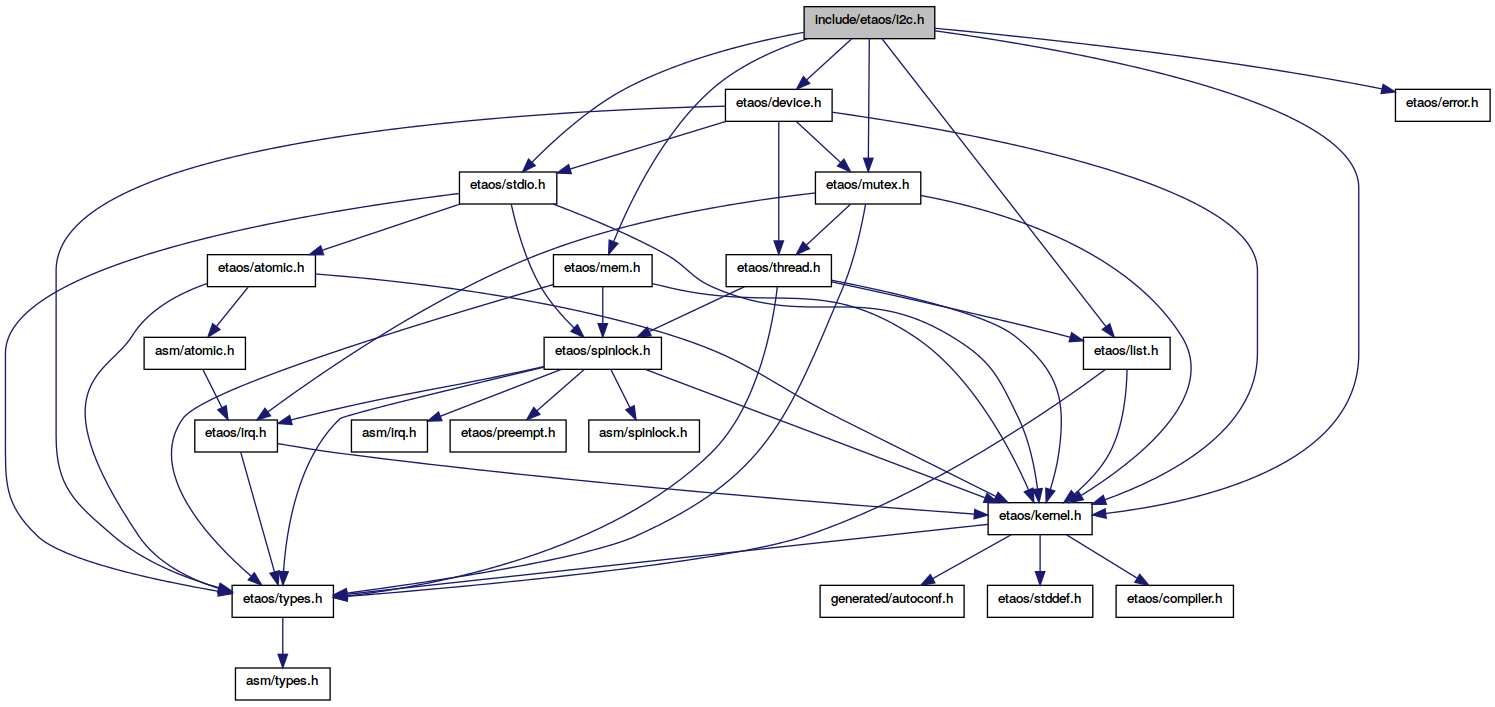 include/etaos/i2c.h
etaos/device.h
etaos/error.h
etaos/stdio.h
etaos/mutex.h
etaos/atomic.h
etaos/mem.h
etaos/thread.h
asm/atomic.h
etaos/spinlock.h
etaos/list.h
etaos/irq.h
asm/irq.h
etaos/preempt.h
asm/spinlock.h
etaos/kernel.h
etaos/types.h
generated/autoconf.h
etaos/stddef.h
etaos/compiler.h
asm/types.h